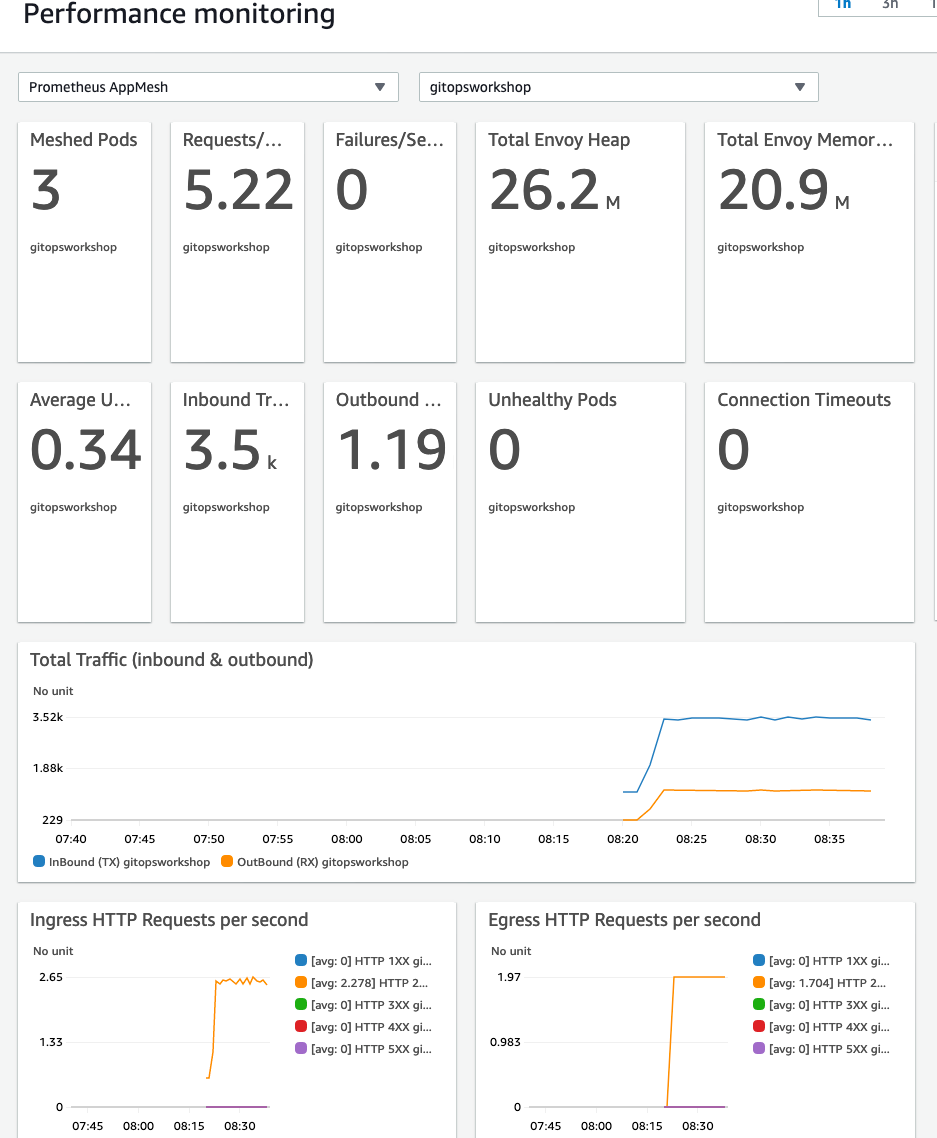 Performance monitoring
1h 3h
Prometheus AppMesh
gitopsworkshop
Meshed Pods
3
gitopsworkshop
Requests/...
5.22
gitopsworkshop
Failures/Se...
0
gitopsworkshop
Total Envoy Heap
26.2 M
gitopsworkshop
Total Envoy Memor...
20.9 M
gitopsworkshop
Average U...
0.34
gitopsworkshop
Inbound Tr...
3.5 k
gitopsworkshop
Outbound ...
1.19
gitopsworkshop
Unhealthy Pods
0
gitopsworkshop
Connection Timeouts
0
gitopsworkshop
Total Traffic (inbound & outbound)
No unit
3.52k
1.88k
229
07:40 07:45 07:50 07:55 08:00 08:05 08:10 08:15 08:20 08:25 08:30 08:35
InBound (TX) gitopsworkshop OutBound (RX) gitopsworkshop
Ingress HTTP Requests per second
No unit
2.65
1.33
0
07:45 08:00 08:15 08:30
[avg: 0] HTTP 1XX gi...
[avg: 2.278] HTTP 2...
[avg: 0] HTTP 3XX gi...
[avg: 0] HTTP 4XX gi...
[avg: 0] HTTP 5XX gi...
Egress HTTP Requests per second
No unit
1.97
0.983
0
07:45 08:00 08:15 08:30
[avg: 0] HTTP 1XX gi...
[avg: 1.704] HTTP 2...
[avg: 0] HTTP 3XX gi...
[avg: 0] HTTP 4XX gi...
[avg: 0] HTTP 5XX gi...